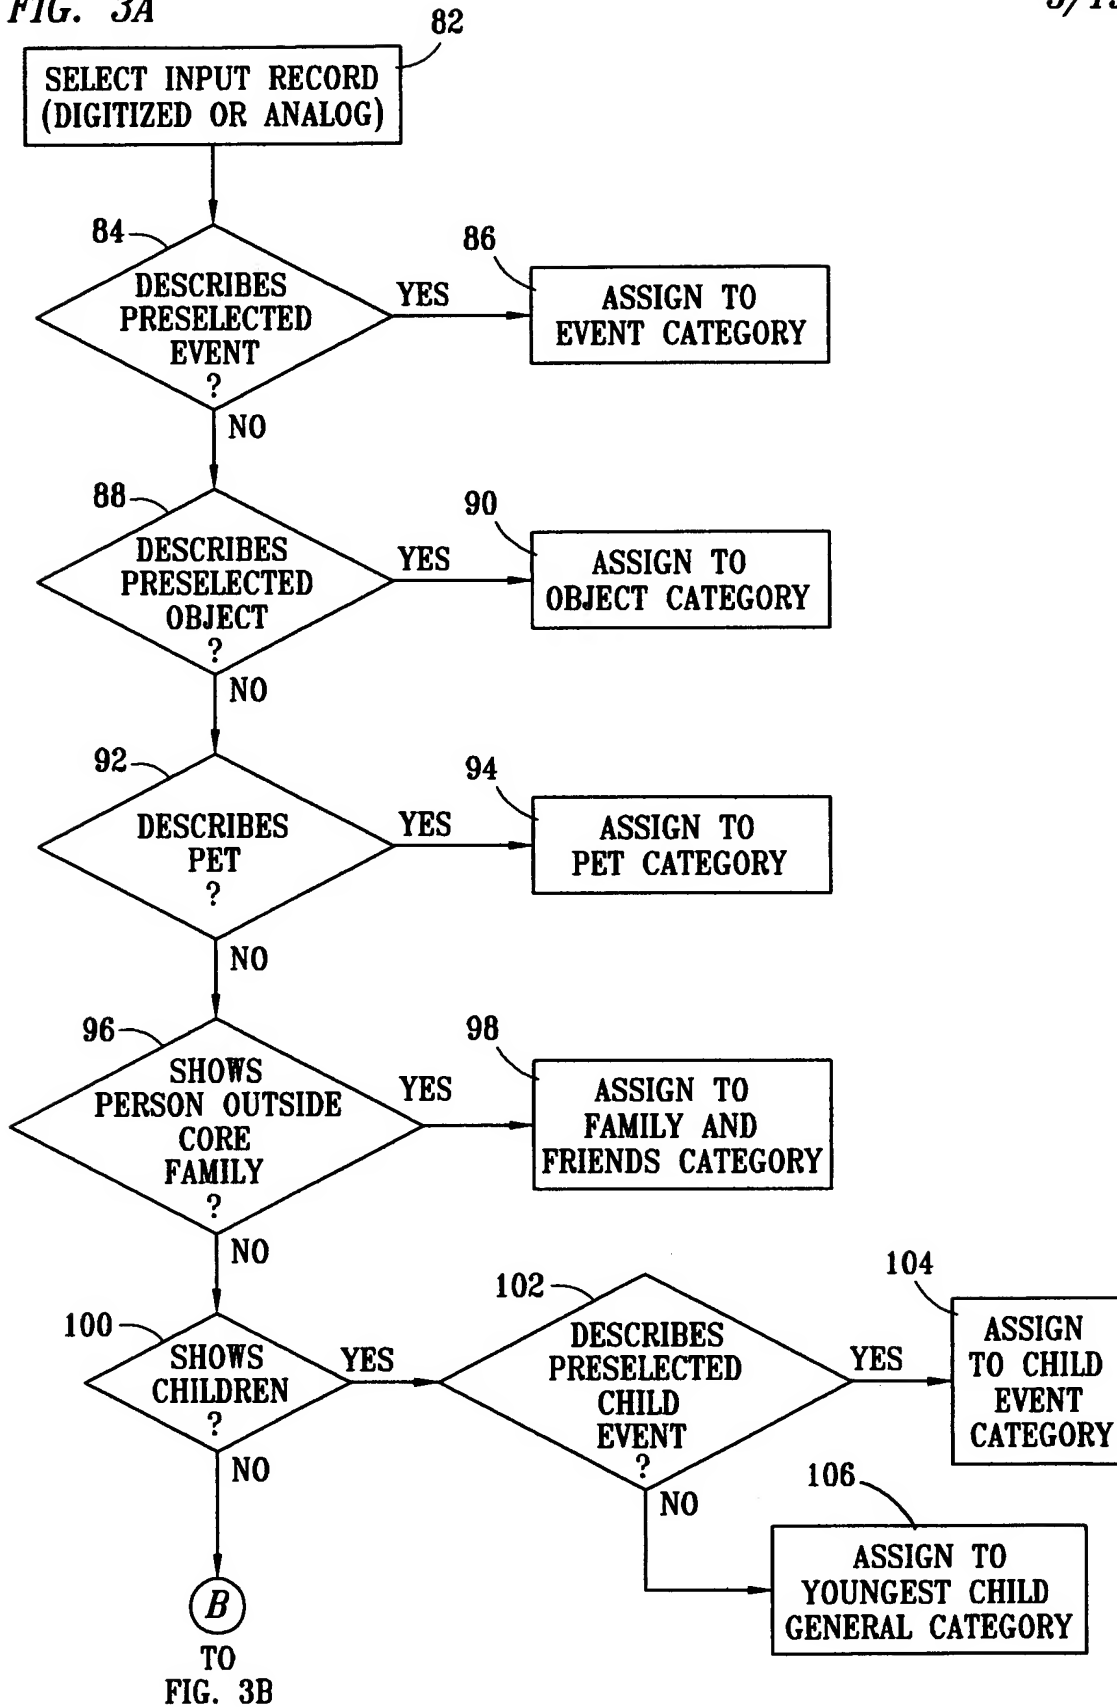 FIG. 3A
82
SELECT INPUT RECORD
(DIGITIZED OR ANALOG)
84
DESCRIBES
PRESELECTED
EVENT
?
YES
86
ASSIGN TO
EVENT CATEGORY
NO
88
DESCRIBES
PRESELECTED
OBJECT
?
YES
90
ASSIGN TO
OBJECT CATEGORY
NO
92
DESCRIBES
PET
?
YES
94
ASSIGN TO
PET CATEGORY
NO
96
SHOWS
PERSON OUTSIDE
CORE
FAMILY
?
YES
98
ASSIGN TO
FAMILY AND
FRIENDS CATEGORY
NO
100
SHOWS
CHILDREN
?
YES
102
DESCRIBES
PRESELECTED
CHILD
EVENT
?
YES
104
ASSIGN
TO CHILD
EVENT
CATEGORY
NO
106
ASSIGN TO
YOUNGEST CHILD
GENERAL CATEGORY
NO
B
TO
FIG. 3B